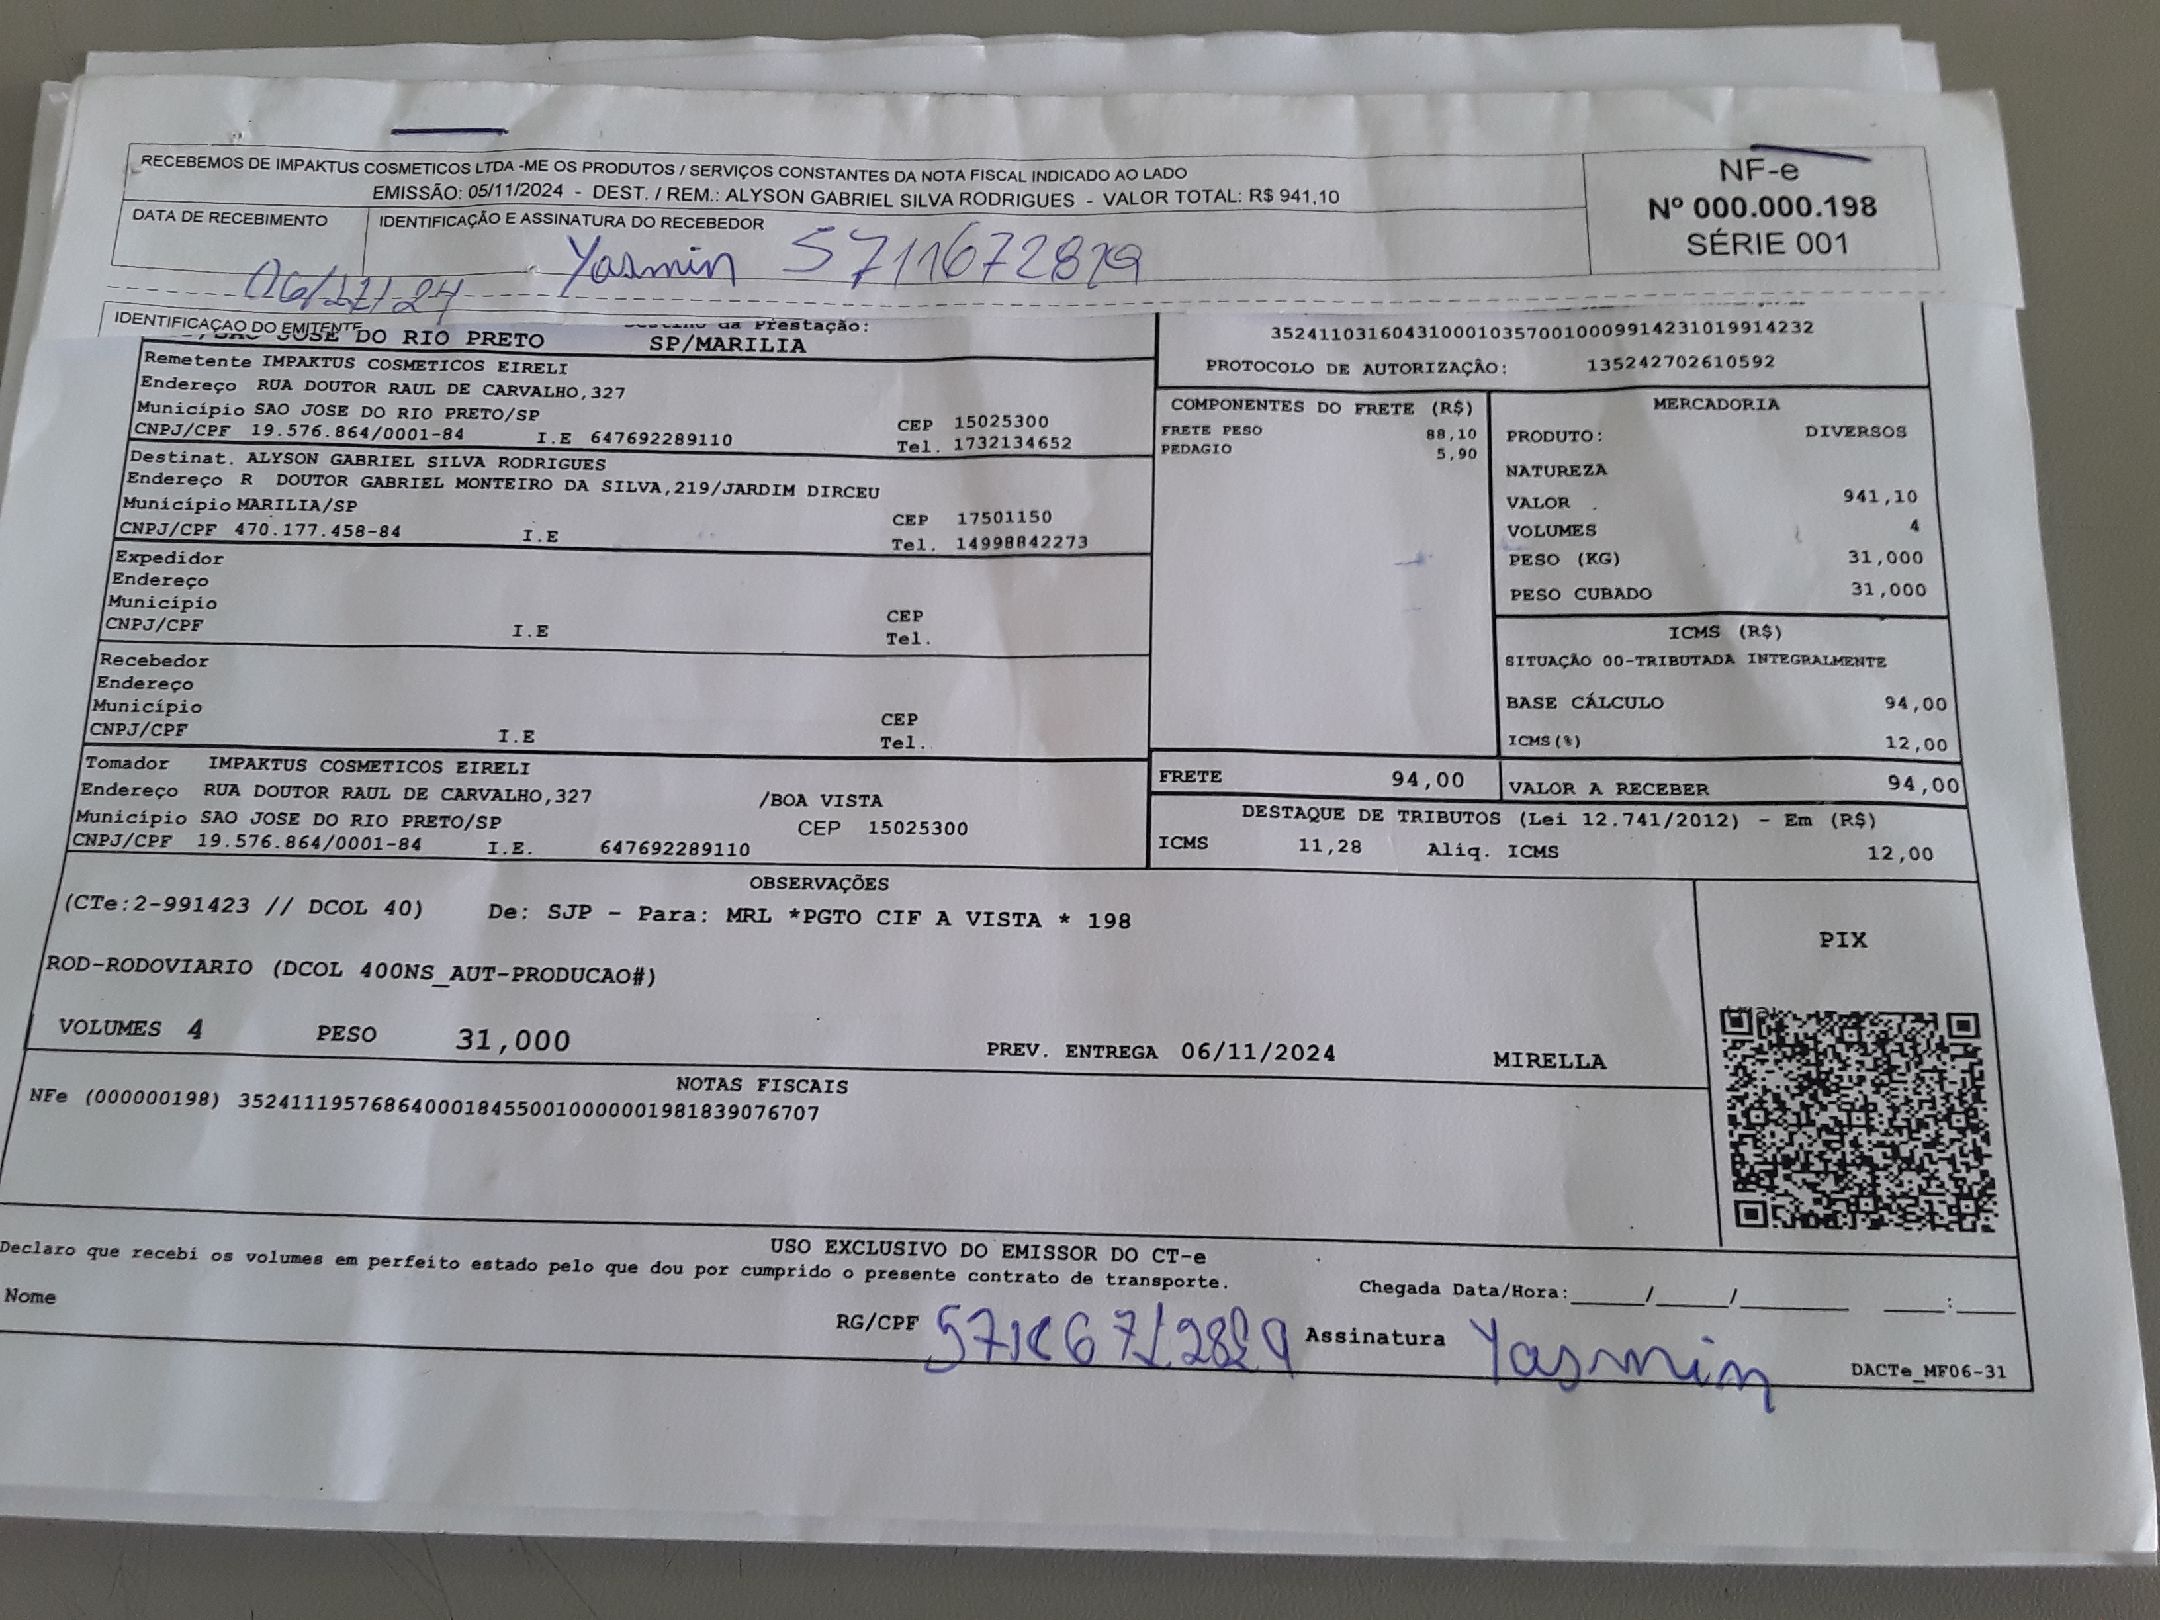 RECEBEMOS DE IMPAKTUS COSMETICOS LTDA -ME OS PRODUTOS / SERVIÇOS CONSTANTES DA NOTA FISCAL INDICADO AO LADO
EMISSÃO: 05/11/2024 - DEST. / REM.: ALYSON GABRIEL SILVA RODRIGUES - VALOR TOTAL: R$ 941,10
DATA DE RECEBIMENTO
IDENTIFICAÇÃO E ASSINATURA DO RECEBEDOR
06/11/24
Yasmin
NF-e
Nº 000.000.198
SÉRIE 001
IDENTIFICAÇAO DO EMITENTE
JOSE DO RIO PRETO
da Prestação:
SP/MARILIA
35241103160431000103570010009914231019914232
PROTOCOLO DE AUTORIZAÇÃO: 135242702610592
Remetente IMPAKTUS COSMETICOS EIRELI
Endereço RUA DOUTOR RAUL DE CARVALHO,327
Município SAO JOSE DO RIO PRETO/SP CEP 15025300
CNPJ/CPF 19.576.864/0001-84 I.E 647692289110 Tel. 1732134652
Destinat. ALYSON GABRIEL SILVA RODRIGUES
Endereço R DOUTOR GABRIEL MONTEIRO DA SILVA,219/JARDIM DIRCEU
Município MARILIA/SP CEP 17501150
CNPJ/CPF 470.177.458-84 I.E Tel. 14998842273
Expedidor
Endereço
Município CEP
CNPJ/CPF I.E Tel.
Recebedor
Endereço
Município CEP
CNPJ/CPF I.E Tel.
Tomador IMPAKTUS COSMETICOS EIRELI
Endereço RUA DOUTOR RAUL DE CARVALHO,327 /BOA VISTA
Município SAO JOSE DO RIO PRETO/SP CEP 15025300
CNPJ/CPF 19.576.864/0001-84 I.E. 647692289110
COMPONENTES DO FRETE (R$)
FRETE PESO 88,10
PEDAGIO 5,90
MERCADORIA
PRODUTO: DIVERSOS
NATUREZA
VALOR 941,10
VOLUMES 4
PESO (KG) 31,000
PESO CUBADO 31,000
ICMS (R$)
SITUAÇÃO 00-TRIBUTADA INTEGRALMENTE
BASE CÁLCULO 94,00
ICMS(%) 12,00
FRETE 94,00
VALOR A RECEBER 94,00
DESTAQUE DE TRIBUTOS (Lei 12.741/2012) - Em (R$)
ICMS 11,28 Aliq. ICMS 12,00
OBSERVAÇÕES
(CTe:2-991423 // DCOL 40) De: SJP - Para: MRL *PGTO CIF A VISTA * 198
ROD-RODOVIARIO (DCOL 400NS_AUT-PRODUCAO#)
VOLUMES 4 PESO 31,000 PREV. ENTREGA 06/11/2024 MIRELLA
PIX
NOTAS FISCAIS
NFe (000000198) 35241119576864000184550010000001981839076707
USO EXCLUSIVO DO EMISSOR DO CT-e
Declaro que recebi os volumes em perfeito estado pelo que dou por cumprido o presente contrato de transporte.
Chegada Data/Hora:_____/_____/_______ ____:____
Nome
RG/CPF
Assinatura Yasmin
DACTe_MF06-31